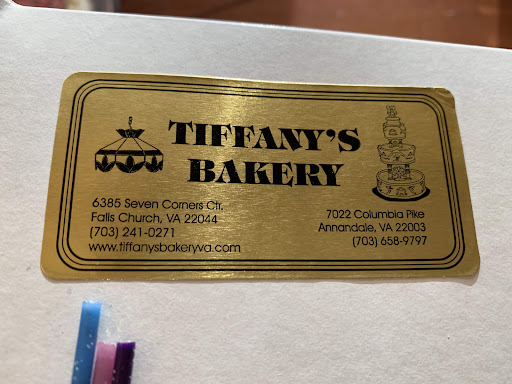 TIFFANY'S
BAKERY
6385 Seven Corners Ctr.
Falls Church, VA 22044
(703) 241-0271
www.tiffanysbakeryva.com
7022 Columbia Pike
Annandale, VA 22003
(703) 658-9797